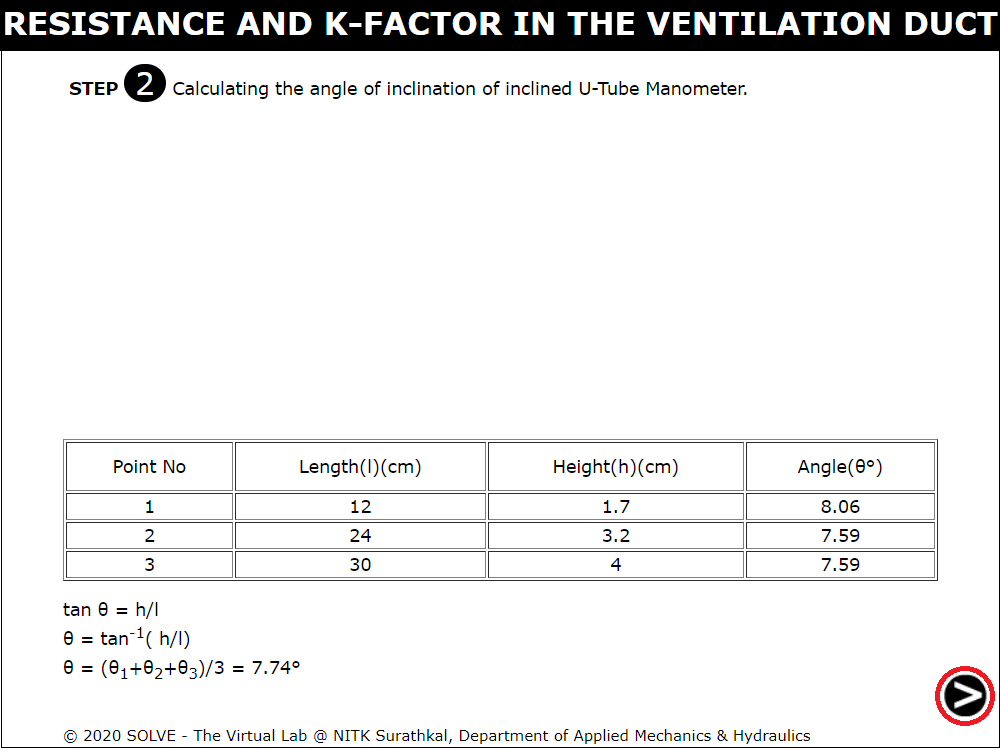 RESISTANCE AND K-FACTOR IN THE VENTILATION DUCT
STEP 2 Calculating the angle of inclination of inclined U-Tube Manometer.
Point No Length(l)(cm) Height(h)(cm) Angle(θ°)
1 12 1.7 8.06
2 24 3.2 7.59
3 30 4 7.59
tan θ = h/l
θ = tan⁻¹( h/l)
θ = (θ₁+θ₂+θ₃)/3 = 7.74°
>
© 2020 SOLVE - The Virtual Lab @ NITK Surathkal, Department of Applied Mechanics & Hydraulics